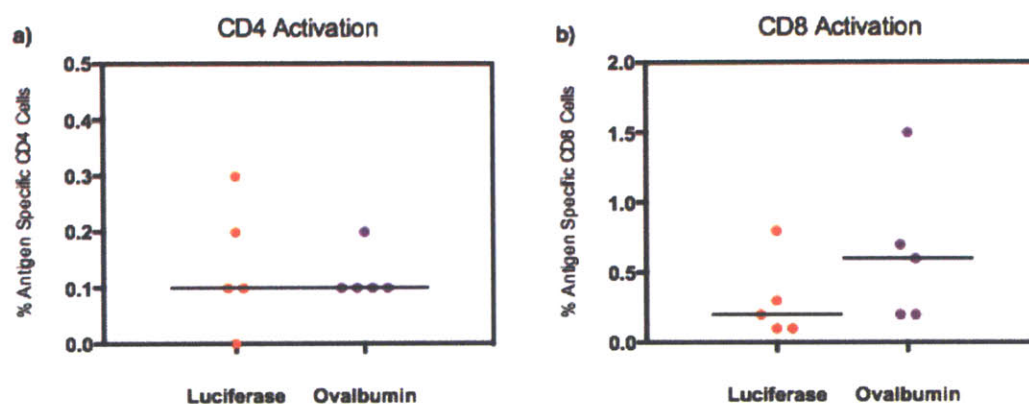 a)
CD4 Activation
% Antigen Specific CD4 Cells
0.5
0.4
0.3
0.2
0.1
0.0
Luciferase Ovalbumin
b)
CD8 Activation
% Antigen Specific CD8 Cells
2.0
1.5
1.0
0.5
0.0
Luciferase Ovalbumin